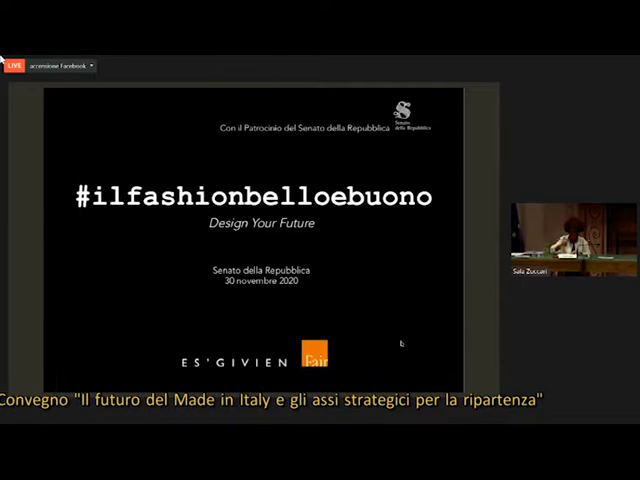 LIVE accensione Facebook
Con il Patrocinio del Senato della Repubblica
Senato
della Repubblica
#ilfashionbelloebuono
Design Your Future
Senato della Repubblica
30 novembre 2020
Sala Zuccari
ES'GIVIEN
Fair
Convegno "Il futuro del Made in Italy e gli assi strategici per la ripartenza"